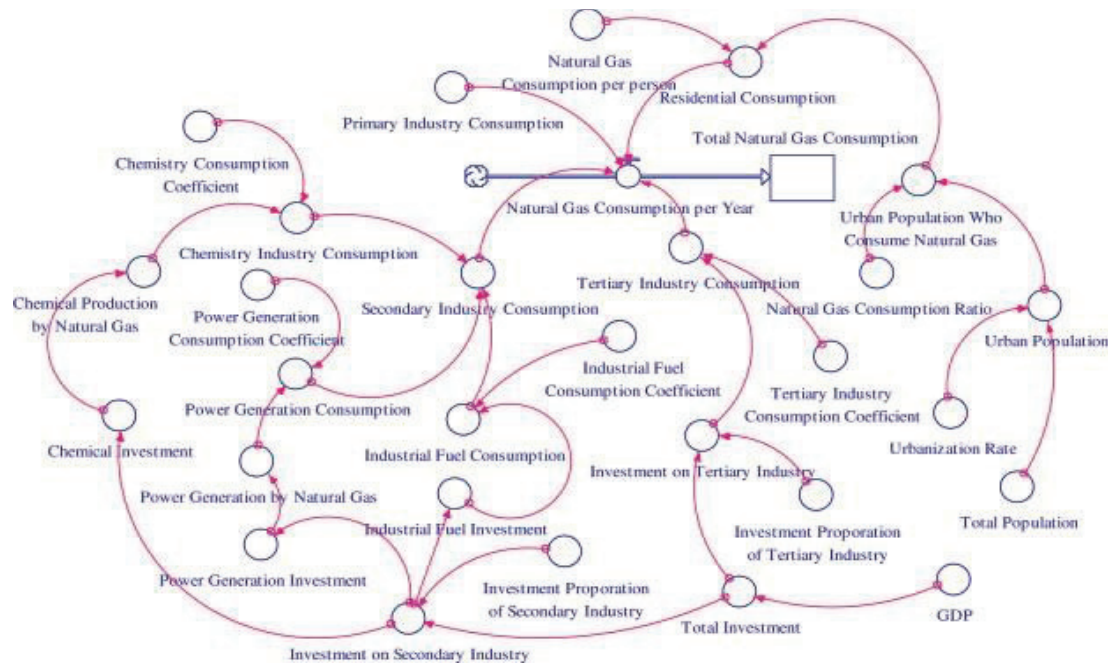 Natural Gas
Consumption per person
Residential Consumption
Primary Industry Consumption
Total Natural Gas Consumption
Chemistry Consumption
Coefficient
Natural Gas Consumption per Year
Urban Population Who
Consume Natural Gas
Chemistry Industry Consumption
Tertiary Industry Consumption
Chemical Production
by Natural Gas
Power Generation
Consumption Coefficient
Secondary Industry Consumption
Natural Gas Consumption Ratio
Urban Population
Industrial Fuel
Consumption Coefficient
Tertiary Industry
Consumption Coefficient
Power Generation Consumption
Chemical Investment
Industrial Fuel Consumption
Investment on Tertiary Industry
Urbanization Rate
Power Generation by Natural Gas
Industrial Fuel Investment
Investment Proporation
of Tertiary Industry
Total Population
Power Generation Investment
Investment Proporation
of Secondary Industry
GDP
Total Investment
Investment on Secondary Industry